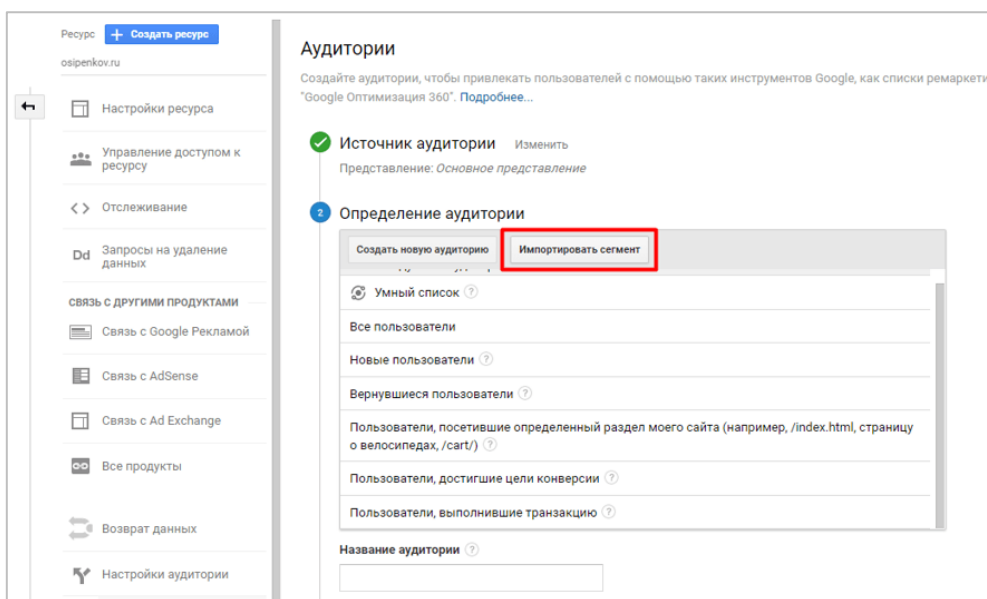 Ресурс
+ Создать ресурс
osipenkov.ru
Настройки ресурса
Управление доступом к
ресурсу
Отслеживание
Dd Запросы на удаление
данных
СВЯЗЬ С ДРУГИМИ ПРОДУКТАМИ
Связь с Google Рекламой
Связь с AdSense
Связь с Ad Exchange
Все продукты
Возврат данных
Настройки аудитории
Аудитории
Создайте аудитории, чтобы привлекать пользователей с помощью таких инструментов Google, как списки ремаркети
"Google Оптимизация 360". Подробнее...
Источник аудитории Изменить
Представление: Основное представление
2 Определение аудитории
Создать новую аудиторию Импортировать сегмент
Умный список ?
Все пользователи
Новые пользователи ?
Вернувшиеся пользователи ?
Пользователи, посетившие определенный раздел моего сайта (например, /index.html, страницу
о велосипедах, /cart/) ?
Пользователи, достигшие цели конверсии ?
Пользователи, выполнившие транзакцию ?
Название аудитории ?